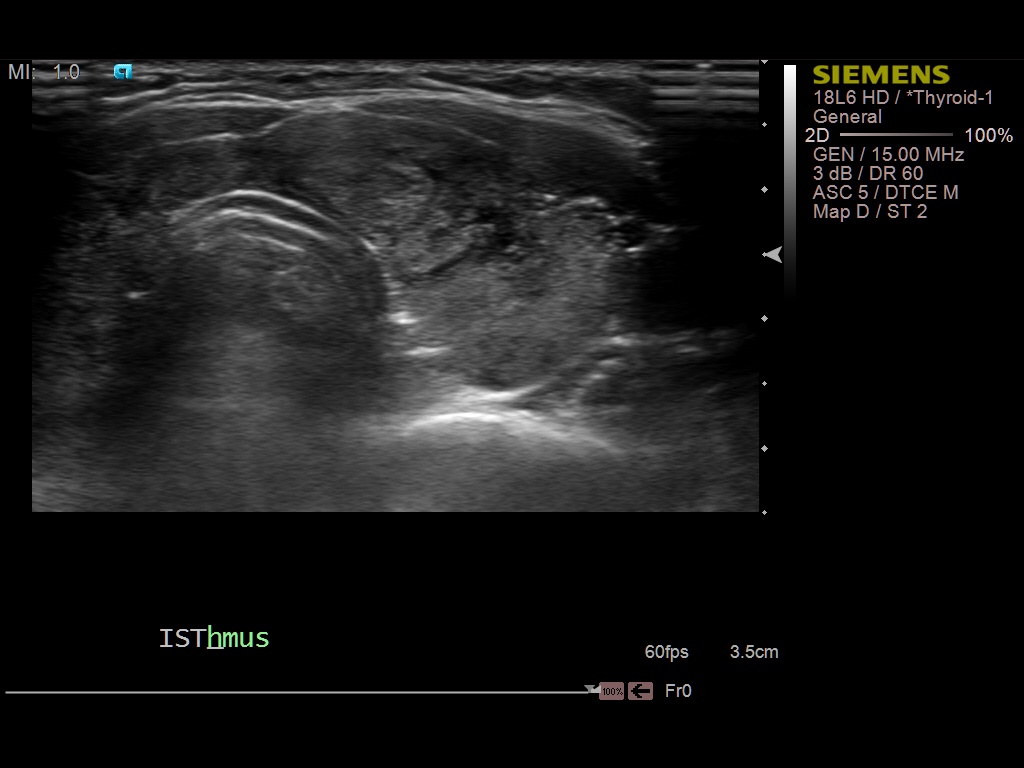 MI: 1.0
SIEMENS
18L6 HD / *Thyroid-1
General
2D 100%
GEN / 15.00 MHz
3 dB / DR 60
ASC 5 / DTCE M
Map D / ST 2
ISThmus
60fps 3.5cm
100% Fr0